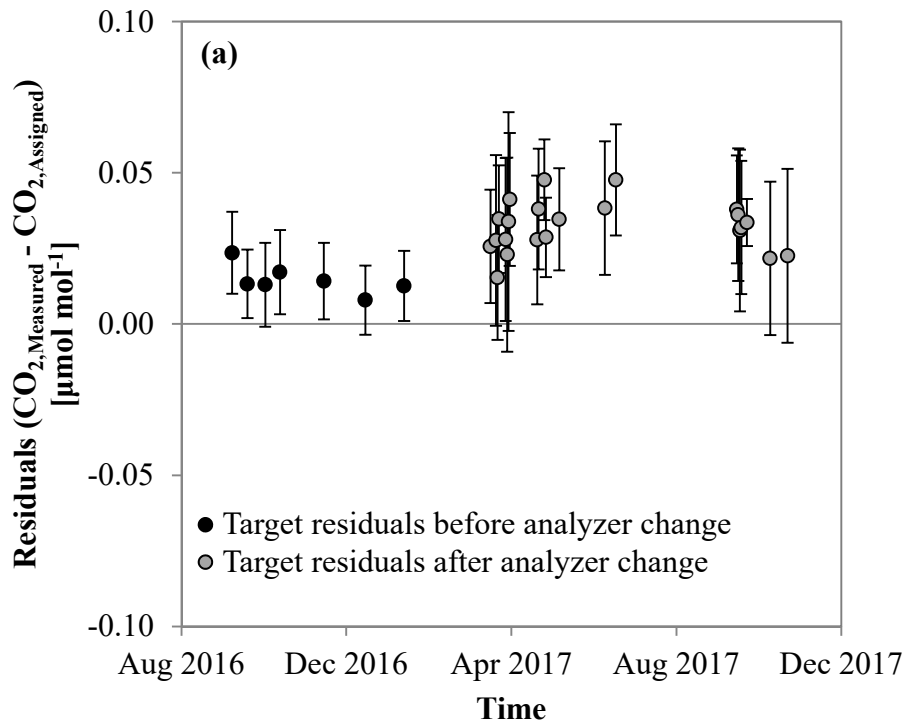 (a)
Residuals (CO2,Measured - CO2,Assigned)
[µmol mol-1]
0.10
0.05
0.00
-0.05
-0.10
Target residuals before analyzer change
Target residuals after analyzer change
Aug 2016 Dec 2016 Apr 2017 Aug 2017 Dec 2017
Time